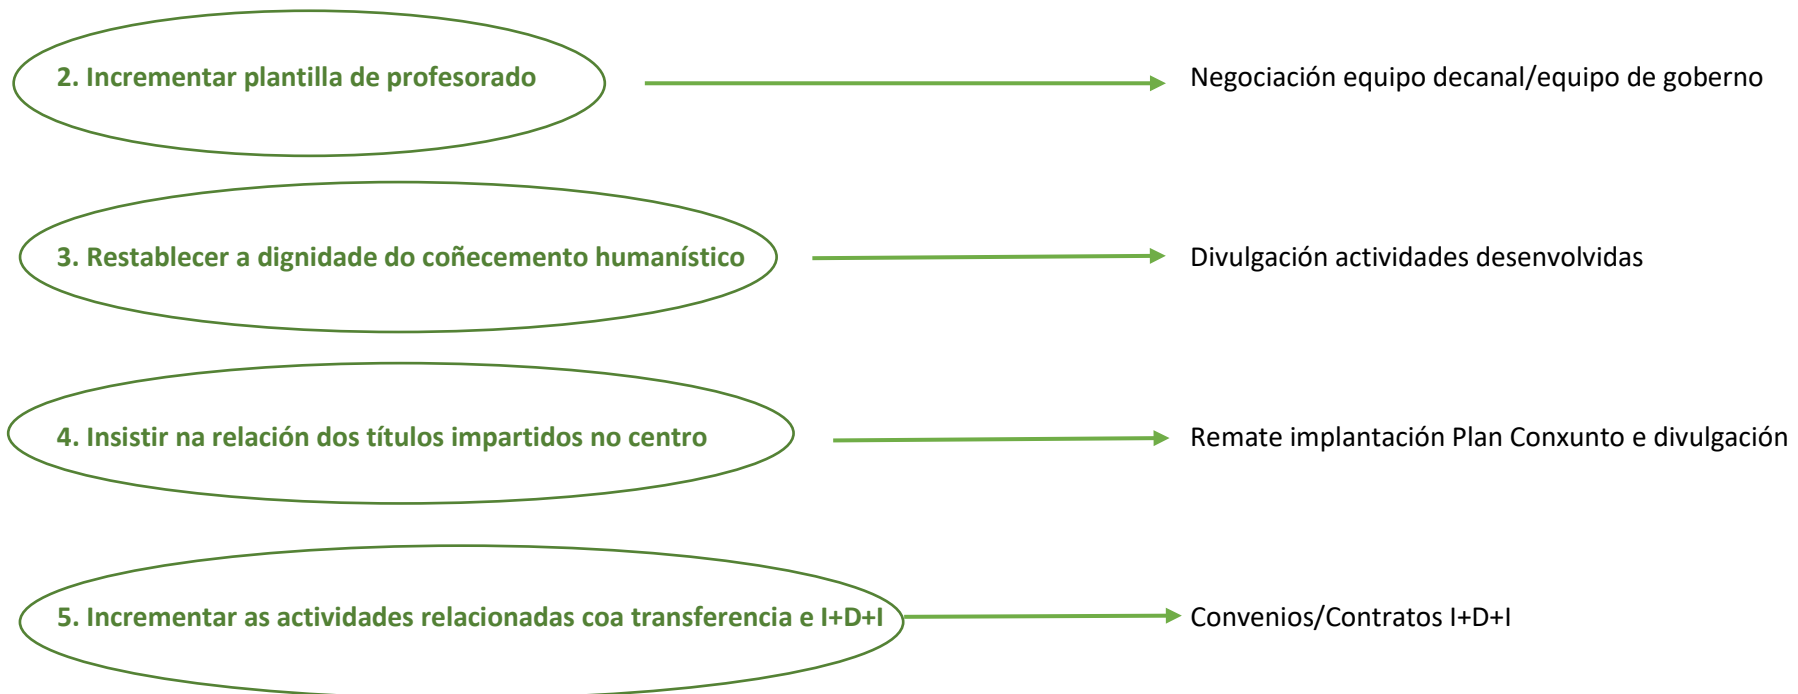 2. Incrementar plantilla de profesorado
Negociación equipo decanal/equipo de goberno
3. Restablecer a dignidade do coñecemento humanístico
Divulgación actividades desenvolvidas
4. Insistir na relación dos títulos impartidos no centro
Remate implantación Plan Conxunto e divulgación
5. Incrementar as actividades relacionadas coa transferencia e I+D+I
Convenios/Contratos I+D+I